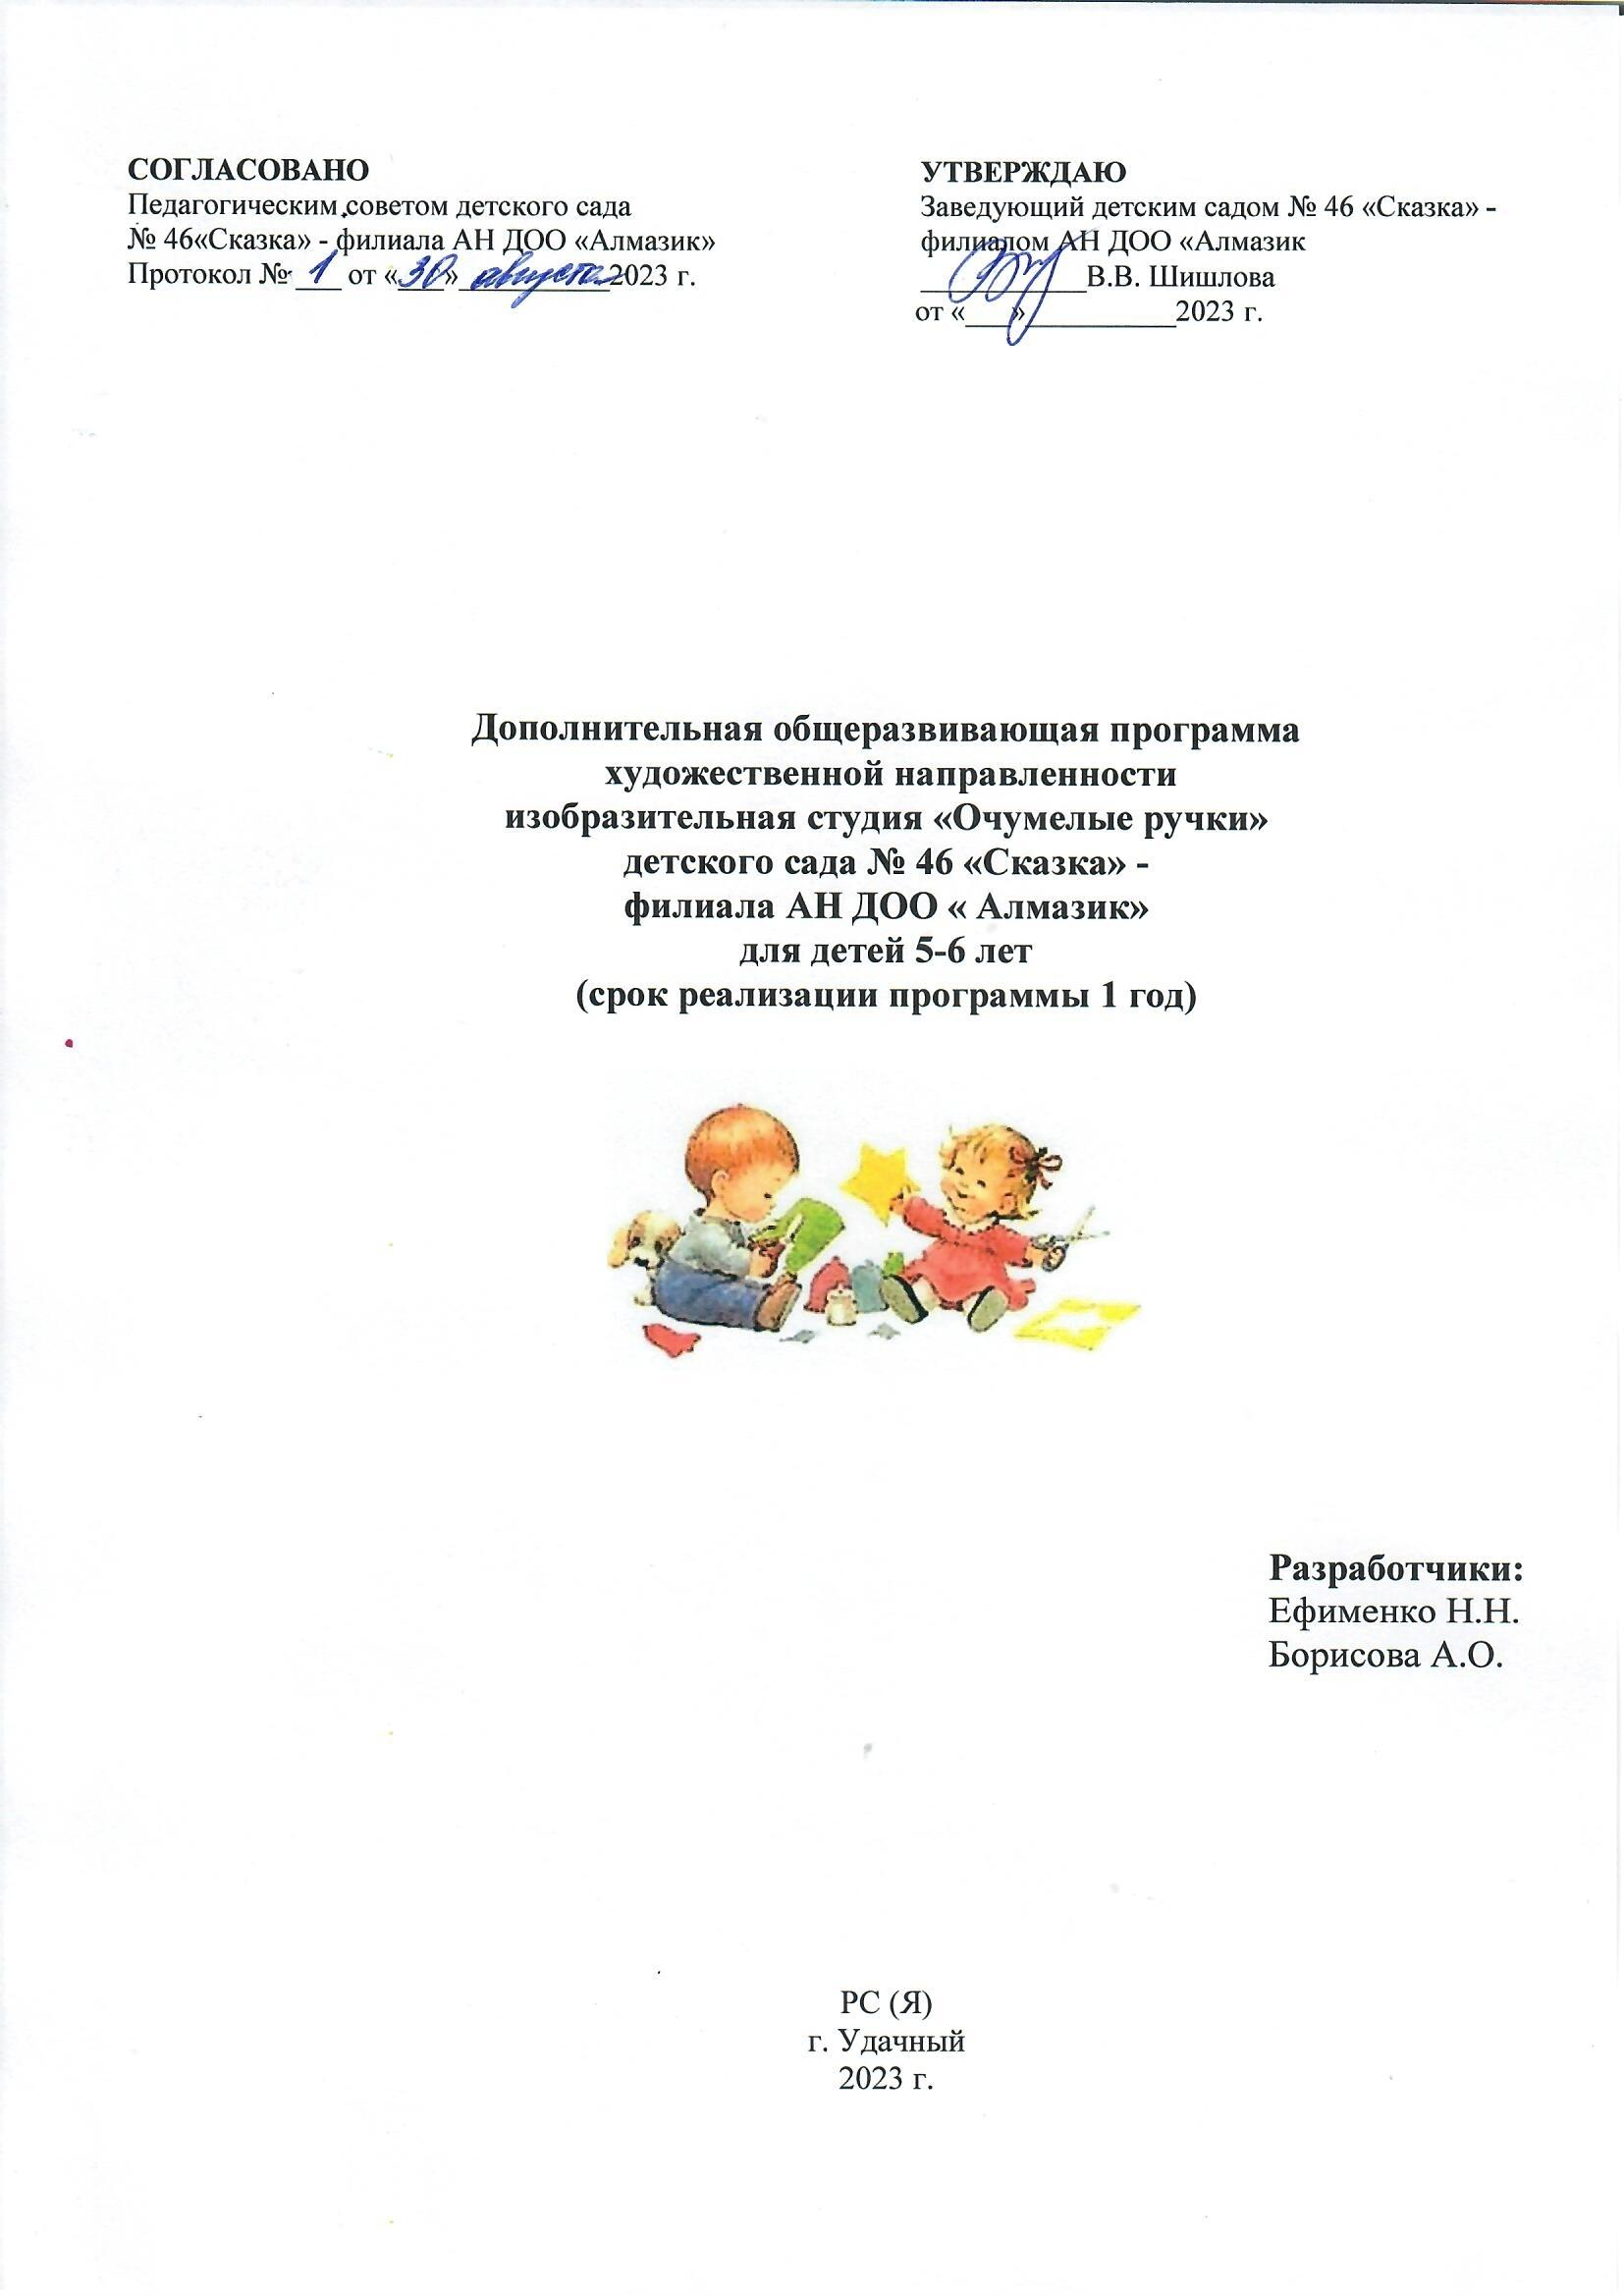 СОГЛАСОВАНО
Педагогическим советом детского сада
№ 46«Сказка» - филиала АН ДОО «Алмазик»
Протокол № 1 от «30» августа 2023 г.
УТВЕРЖДАЮ
Заведующий детским садом № 46 «Сказка» -
филиалом АН ДОО «Алмазик
____________В.В. Шишлова
от «___»___________2023 г.
Дополнительная общеразвивающая программа
художественной направленности
изобразительная студия «Очумелые ручки»
детского сада № 46 «Сказка» -
филиала АН ДОО « Алмазик»
для детей 5-6 лет
(срок реализации программы 1 год)
Разработчики:
Ефименко Н.Н.
Борисова А.О.
РС (Я)
г. Удачный
2023 г.